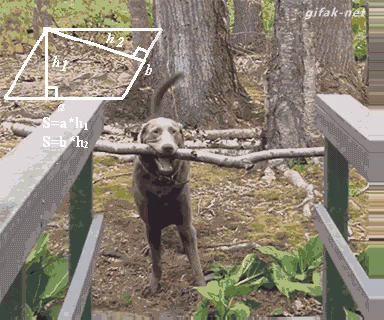 gifak-net
h₂
h₁
b
a
S=a*h₁
S=b*h₂